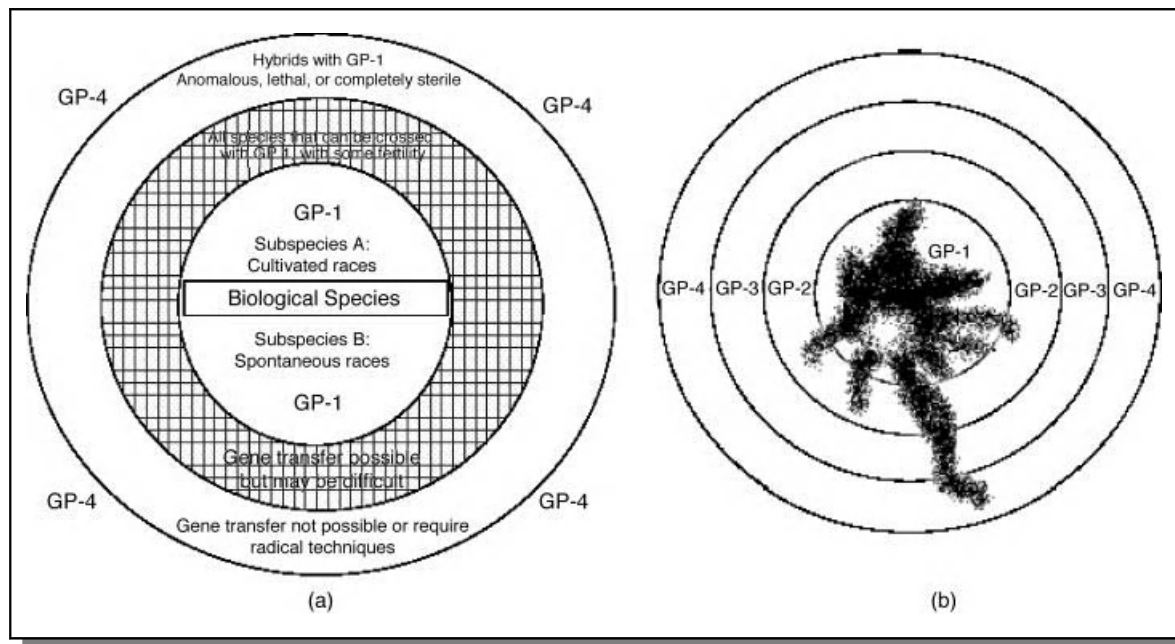 Hybrids with GP-1
Anomalous, lethal, or completely sterile
GP-4
GP-4
All species that can be crossed
with GP 1, with some fertility
GP-1
Subspecies A:
Cultivated races
Biological Species
Subspecies B:
Spontaneous races
GP-1
Gene transfer possible
but may be difficult
GP-4
GP-4
Gene transfer not possible or require
radical techniques
(a)
GP-1
GP-4 GP-3 GP-2 GP-2 GP-3 GP-4
(b)